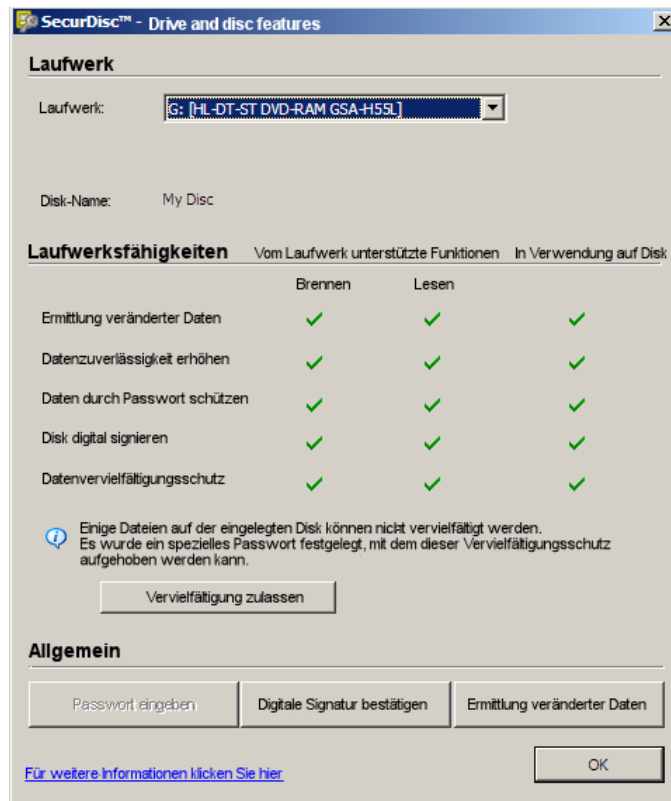 SecurDisc™ - Drive and disc features
Laufwerk
Laufwerk: G: [HL-DT-ST DVD-RAM GSA-H55L]
Disk-Name: My Disc
Laufwerksfähigkeiten Vom Laufwerk unterstützte Funktionen In Verwendung auf Disk
Brennen Lesen
Ermittlung veränderter Daten
Datenzuverlässigkeit erhöhen
Daten durch Passwort schützen
Disk digital signieren
Datenvervielfältigungsschutz
Einige Dateien auf der eingelegten Disk können nicht vervielfältigt werden.
Es wurde ein spezielles Passwort festgelegt, mit dem dieser Vervielfältigungsschutz
aufgehoben werden kann.
Vervielfältigung zulassen
Allgemein
Passwort eingeben Digitale Signatur bestätigen Ermittlung veränderter Daten
Für weitere Informationen klicken Sie hier OK